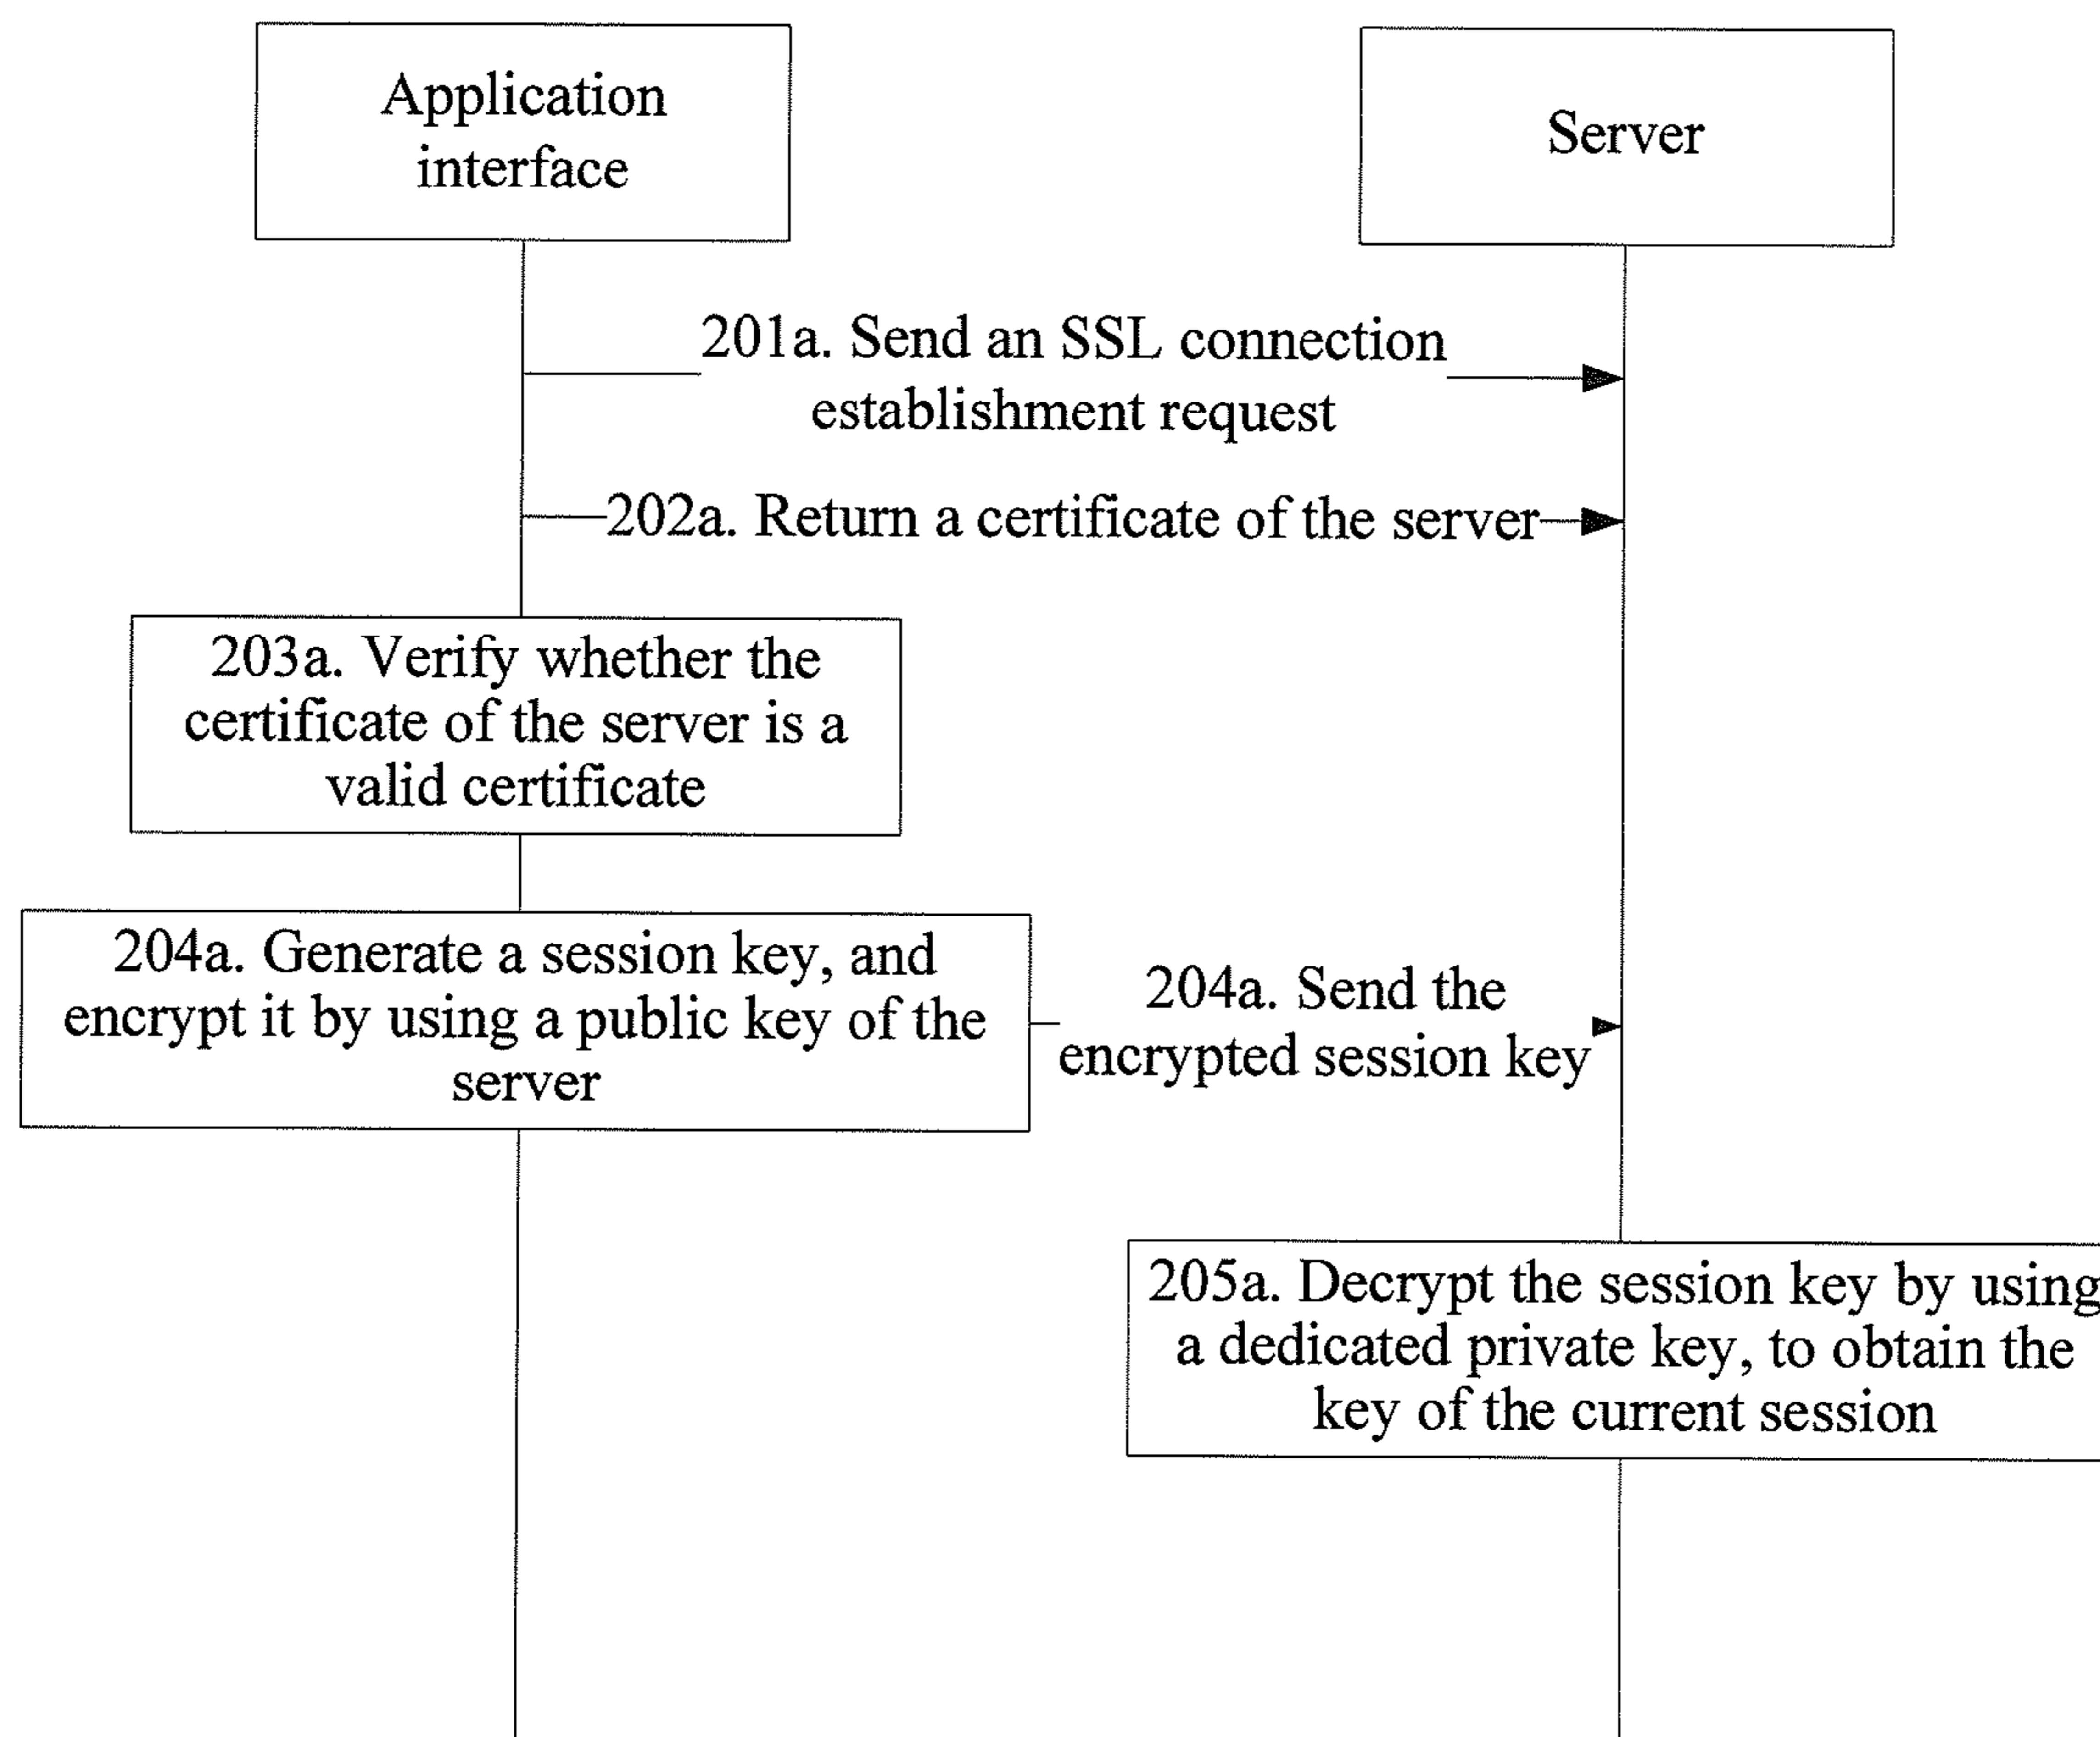 Application
interface
Server
201a. Send an SSL connection
establishment request
202a. Return a certificate of the server
203a. Verify whether the
certificate of the server is a
valid certificate
204a. Generate a session key, and
encrypt it by using a public key of the
server
204a. Send the
encrypted session key
205a. Decrypt the session key by using
a dedicated private key, to obtain the
key of the current session